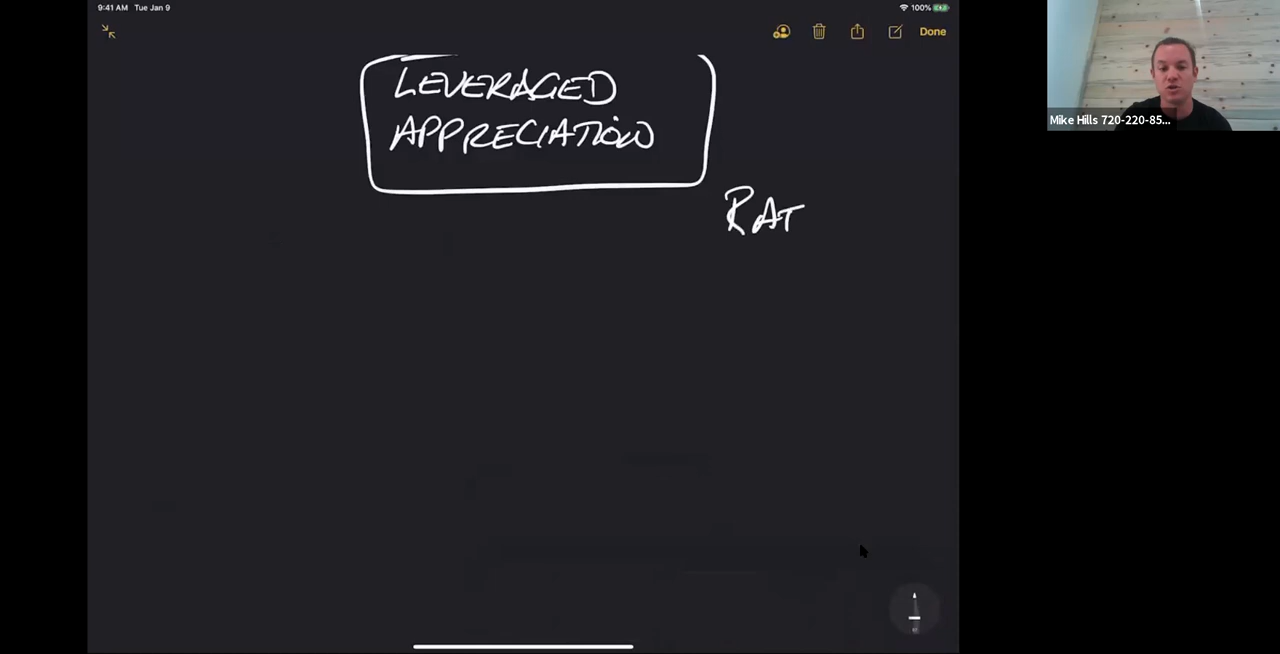 9:41 AM Tue Jan 9
100%
Done
LEVERAGED
APPRECIATION
RAT
Mike Hills 720-220-85...